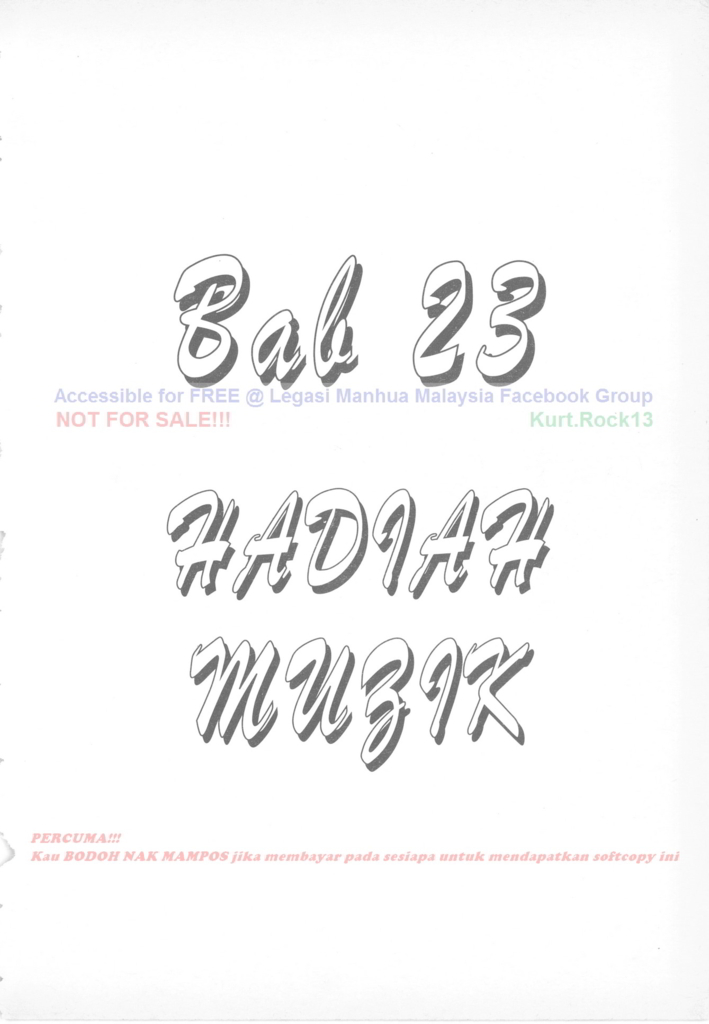 Bab 23
Accessible for FREE @ Legasi Manhua Malaysia Facebook Group
NOT FOR SALE!!! Kurt.Rock13
HADIAH
MUZIK
PERCUMA!!!
Kau BODOH NAK MAMPOS jika membayar pada sesiapa untuk mendapatkan softcopy ini